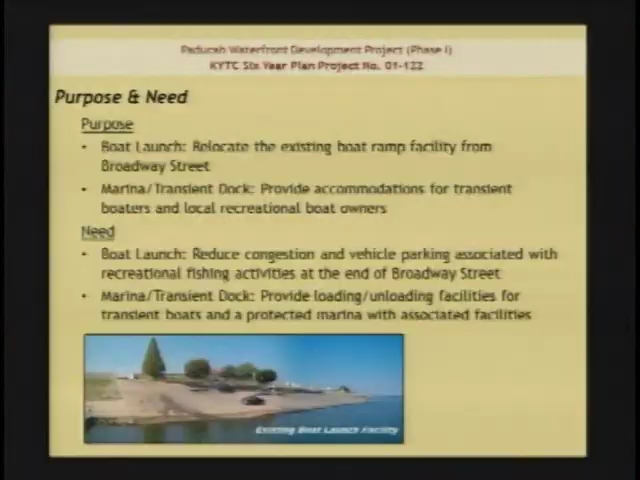 Paducah Waterfront Development Project (Phase I)
KYTC Six Year Plan Project No. 01-122
Purpose & Need
Purpose
• Boat Launch: Relocate the existing boat ramp facility from
Broadway Street
• Marina/Transient Dock: Provide accommodations for transient
boaters and local recreational boat owners
Need
• Boat Launch: Reduce congestion and vehicle parking associated with
recreational fishing activities at the end of Broadway Street
• Marina/Transient Dock: Provide loading/unloading facilities for
transient boats and a protected marina with associated facilities
Existing Boat Launch Facility